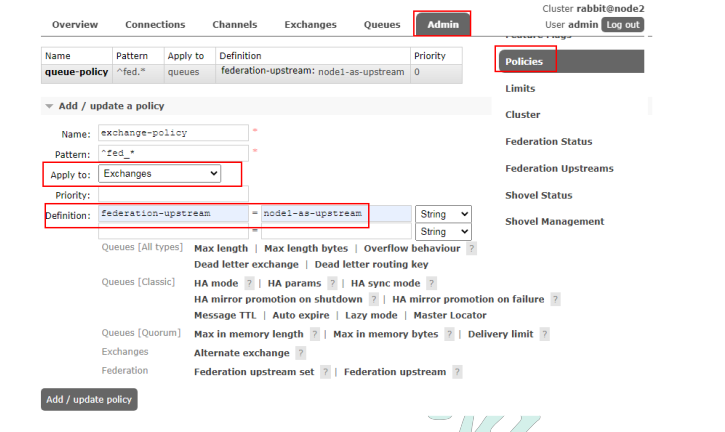 Cluster rabbit@node2
Overview Connections Channels Exchanges Queues Admin
User admin Log out
Feature Flags
Name Pattern Apply to Definition Priority
queue-policy ^fed.* queues federation-upstream: node1-as-upstream 0
Policies
Limits
Cluster
Federation Status
Federation Upstreams
Shovel Status
Shovel Management
Add / update a policy
Name: exchange-policy *
Pattern: ^fed_* *
Apply to: Exchanges
Priority:
Definition: federation-upstream = node1-as-upstream String
= String
Queues [All types] Max length | Max length bytes | Overflow behaviour ?
Dead letter exchange | Dead letter routing key
Queues [Classic] HA mode ? | HA params ? | HA sync mode ?
HA mirror promotion on shutdown ? | HA mirror promotion on failure ?
Message TTL | Auto expire | Lazy mode | Master Locator
Queues [Quorum] Max in memory length ? | Max in memory bytes ? | Delivery limit ?
Exchanges Alternate exchange ?
Federation Federation upstream set ? | Federation upstream ?
Add / update policy